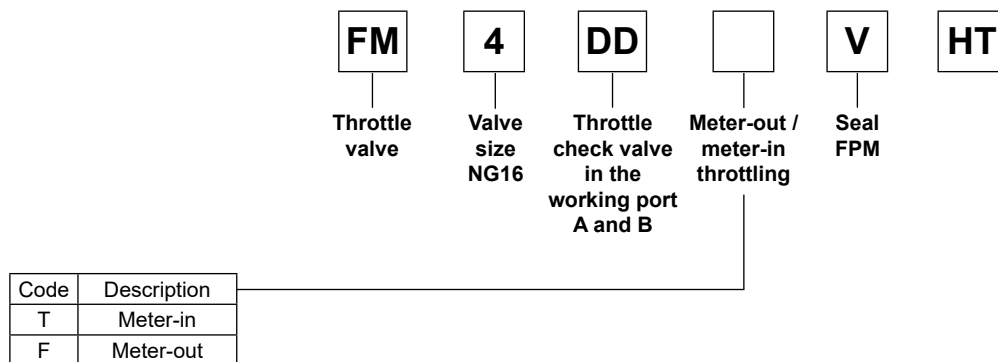 FM 4 DD V HT
Throttle valve
Valve size NG16
Throttle check valve in the working port A and B
Meter-out / meter-in throttling
Seal FPM
Code Description
T Meter-in
F Meter-out